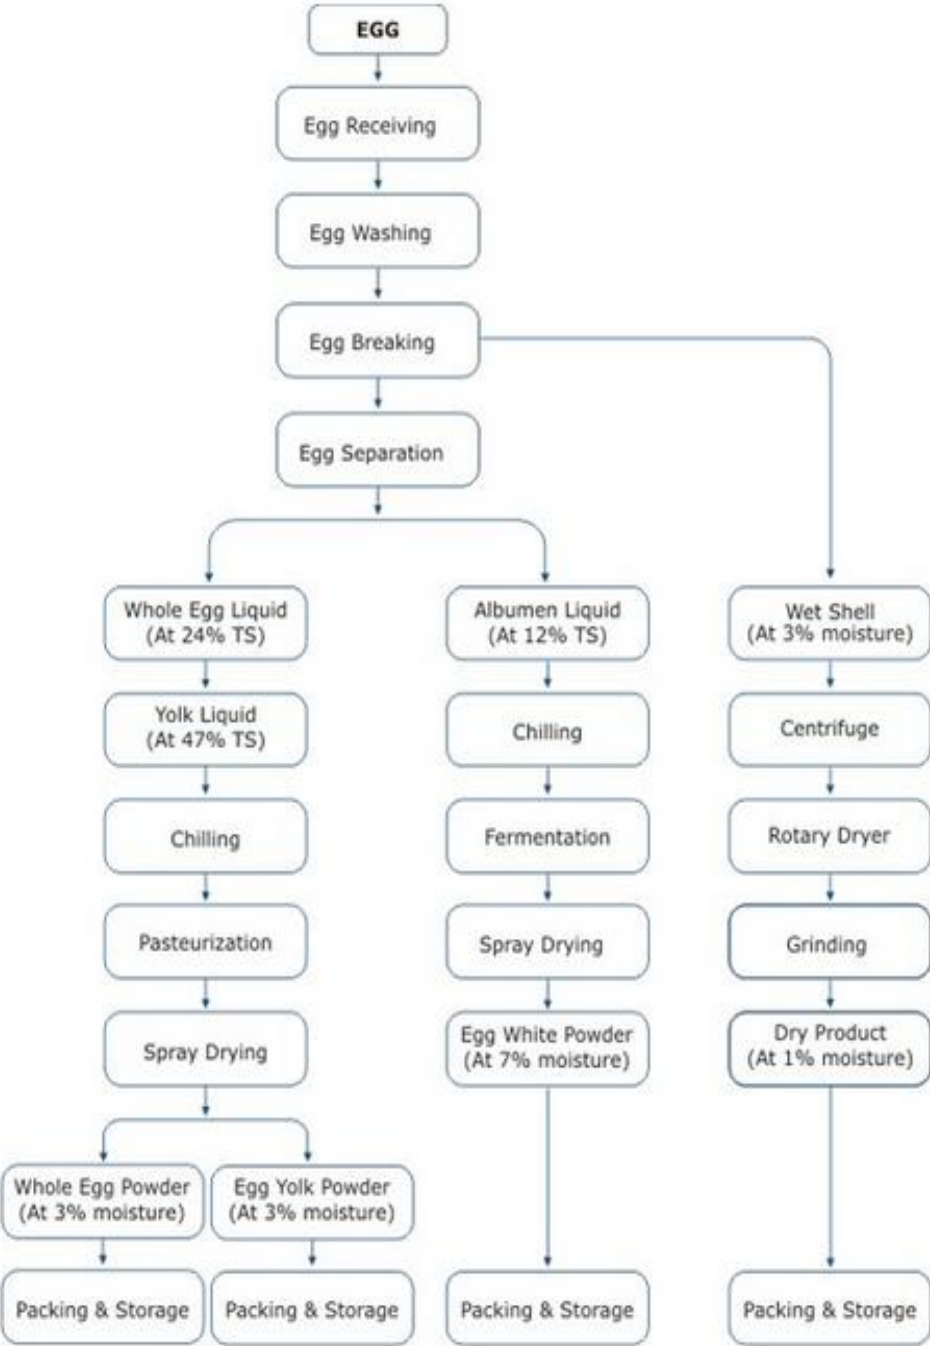 EGG
Egg Receiving
Egg Washing
Egg Breaking
Egg Separation
Whole Egg Liquid
(At 24% TS)
Yolk Liquid
(At 47% TS)
Chilling
Pasteurization
Spray Drying
Whole Egg Powder
(At 3% moisture)
Packing & Storage
Egg Yolk Powder
(At 3% moisture)
Packing & Storage
Albumen Liquid
(At 12% TS)
Chilling
Fermentation
Spray Drying
Egg White Powder
(At 7% moisture)
Packing & Storage
Wet Shell
(At 3% moisture)
Centrifuge
Rotary Dryer
Grinding
Dry Product
(At 1% moisture)
Packing & Storage